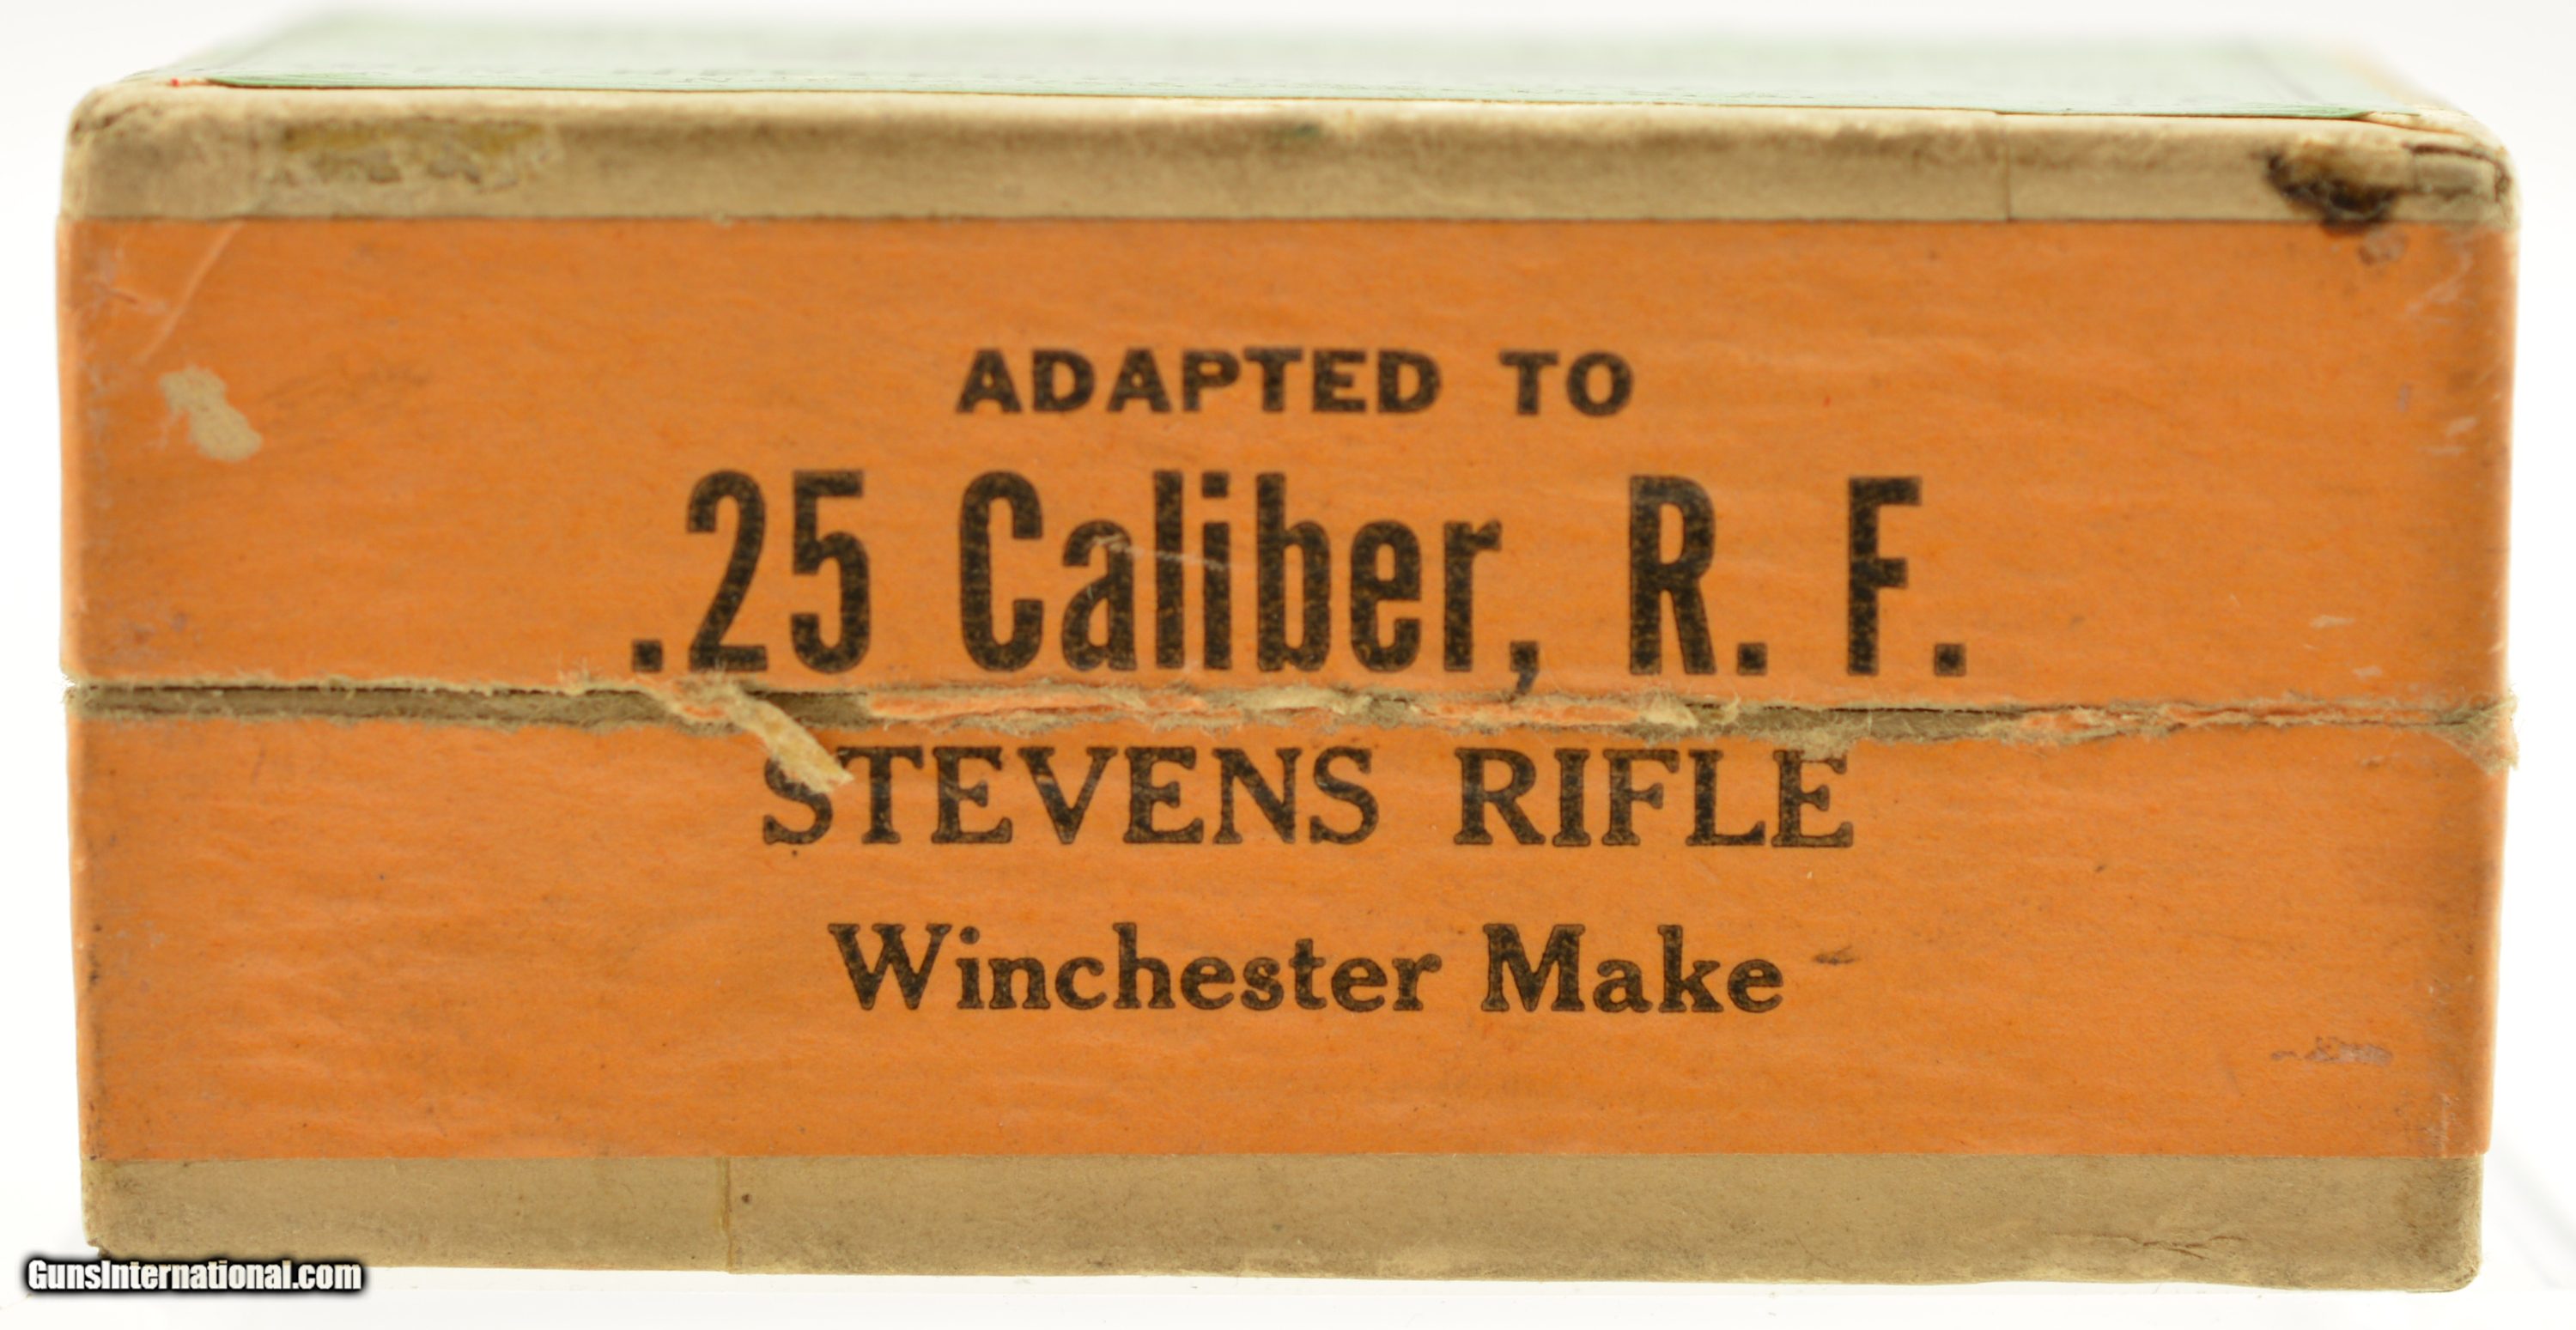 ADAPTED TO
.25 Caliber, R. F.
STEVENS RIFLE
Winchester Make
GunsInternational.com